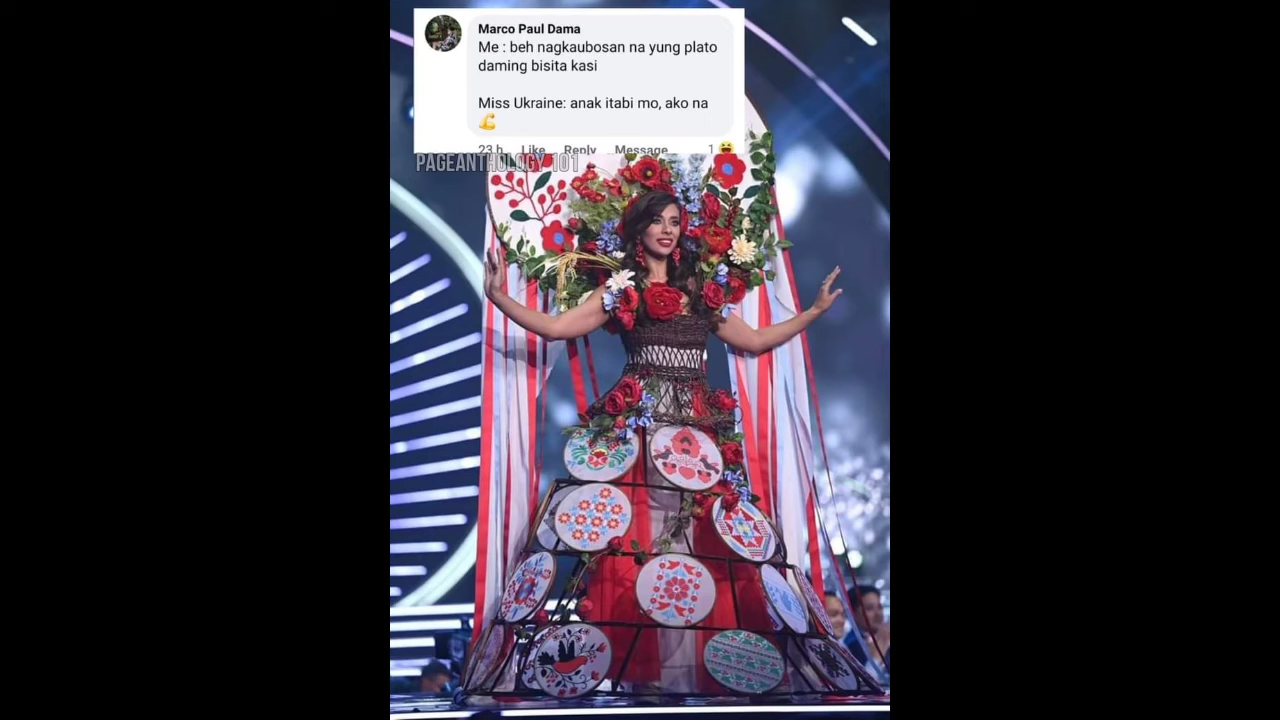 Marco Paul Dama
Me : beh nagkaubosan na yung plato
daming bisita kasi
Miss Ukraine: anak itabi mo, ako na
💪
23 h Like Reply Message 1
PAGEANTHOLOGY 101